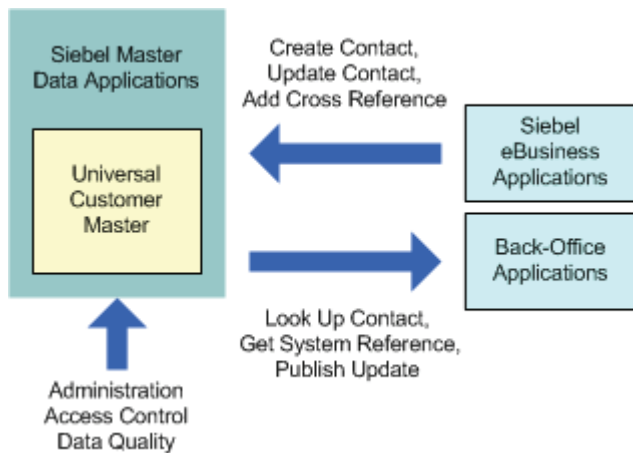 Siebel Master
Data Applications
Universal
Customer
Master
Create Contact,
Update Contact,
Add Cross Reference
Siebel
eBusiness
Applications
Back-Office
Applications
Look Up Contact,
Get System Reference,
Publish Update
Administration
Access Control
Data Quality